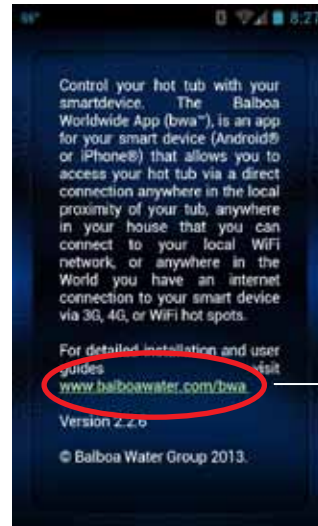 8:27
Control your hot tub with your
smartdevice. The Balboa
Worldwide App (bwa™), is an app
for your smart device (Android®
or iPhone®) that allows you to
access your hot tub via a direct
connection anywhere in the local
proximity of your tub, anywhere
in your house that you can
connect to your local WiFi
network, or anywhere in the
World you have an internet
connection to your smart device
via 3G, 4G, or WiFi hot spots.
For detailed installation and user
guides visit
www.balboawater.com/bwa
Version 2.2.6
© Balboa Water Group 2013.